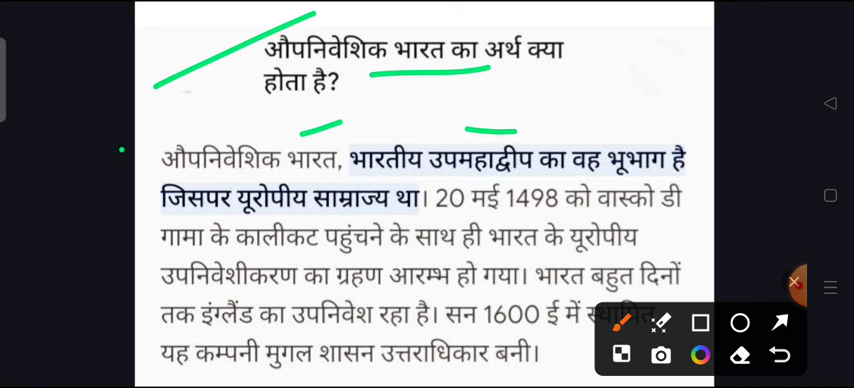 औपनिवेशिक भारत का अर्थ क्या
होता है?
औपनिवेशिक भारत, भारतीय उपमहाद्वीप का वह भूभाग है
जिसपर यूरोपीय साम्राज्य था। 20 मई 1498 को वास्को डी
गामा के कालीकट पहुंचने के साथ ही भारत के यूरोपीय
उपनिवेशीकरण का ग्रहण आरम्भ हो गया। भारत बहुत दिनों
तक इंग्लैंड का उपनिवेश रहा है। सन 1600 ई में स्थापित
यह कम्पनी मुगल शासन उत्तराधिकार बनी।